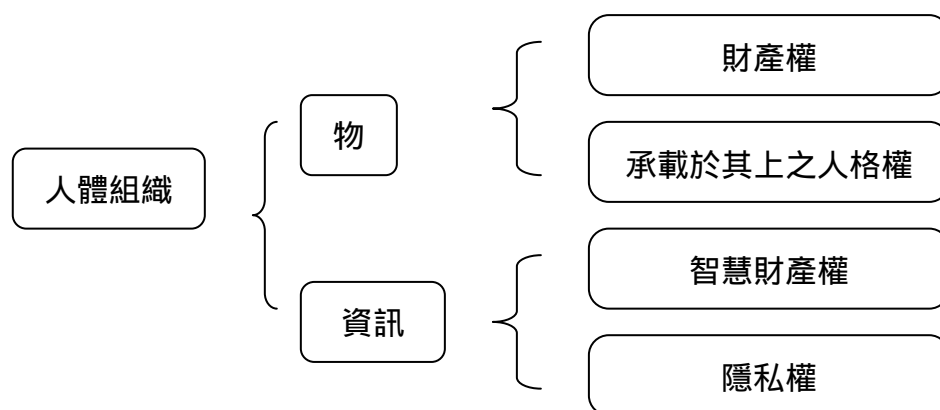 人體組織
物
財產權
承載於其上之人格權
資訊
智慧財產權
隱私權